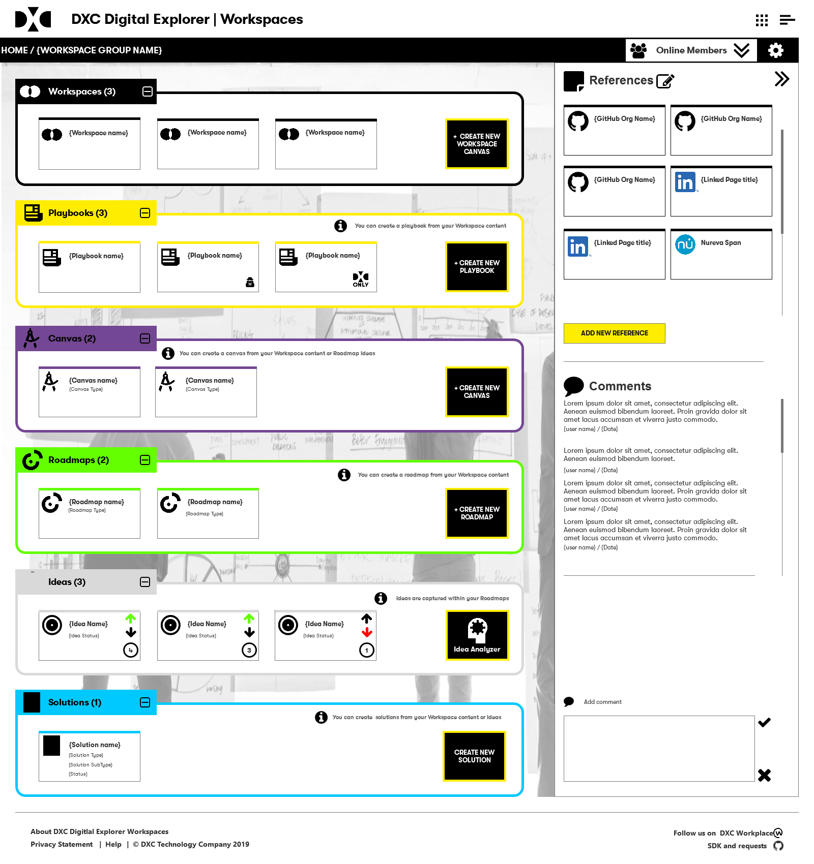 DXC Digital Explorer | Workspaces
HOME / {WORKSPACE GROUP NAME}
Online Members
Workspaces (3)
{Workspace name}
{Workspace name}
{Workspace name}
+ CREATE NEW
WORKSPACE
CANVAS
Playbooks (3)
You can create a playbook from your Workspace content
{Playbook name}
{Playbook name}
{Playbook name}
ONLY
+ CREATE NEW
PLAYBOOK
Canvas (2)
You can create a canvas from your Workspace content or Roadmap Ideas
{Canvas name}
{Canvas Type}
{Canvas name}
{Canvas Type}
+ CREATE NEW
CANVAS
Roadmaps (2)
You can create a roadmap from your Workspace content
{Roadmap name}
{Roadmap Type}
{Roadmap name}
{Roadmap Type}
+ CREATE NEW
ROADMAP
Ideas (3)
Ideas are captured within your Roadmaps
{Idea Name}
{Idea Status}
4
{Idea Name}
{Idea Status}
3
{Idea Name}
{Idea Status}
1
Idea Analyzer
Solutions (1)
You can create solutions from your Workspace content or Ideas
{Solution name}
{Solution Type}
{Solution SubType}
{Status}
CREATE NEW
SOLUTION
References
{GitHub Org Name}
{GitHub Org Name}
{GitHub Org Name}
in
{Linked Page title}
in
{Linked Page title}
nu
Nureva Span
ADD NEW REFERENCE
Comments
Lorem ipsum dolor sit amet, consectetur adipiscing elit.
Aenean euismod bibendum laoreet. Proin gravida dolor sit
amet lacus accumsan et viverra justo commodo.
{user name} / {Date}
Lorem ipsum dolor sit amet, consectetur adipiscing elit.
Aenean euismod bibendum laoreet.
{user name} / {Date}
Lorem ipsum dolor sit amet, consectetur adipiscing elit.
Aenean euismod bibendum laoreet. Proin gravida dolor sit
amet lacus accumsan et viverra justo commodo.
{user name} / {Date}
Lorem ipsum dolor sit amet, consectetur adipiscing elit.
Aenean euismod bibendum laoreet. Proin gravida dolor sit
amet lacus accumsan et viverra justo commodo.
{user name} / {Date}
Add comment
About DXC Digitlal Explorer Workspaces
Privacy Statement | Help | © DXC Technology Company 2019
Follow us on DXC Workplace
SDK and requests